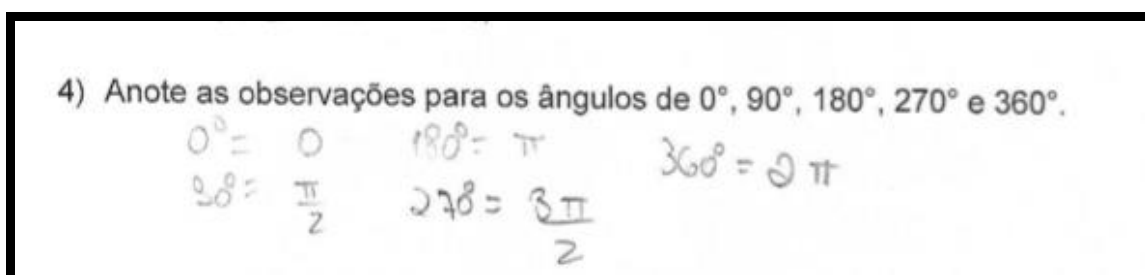 4) Anote as observações para os ângulos de 0°, 90°, 180°, 270° e 360°.
0° = 0 180° = π 360° = 2π
90° = π/2 270° = 3π/2